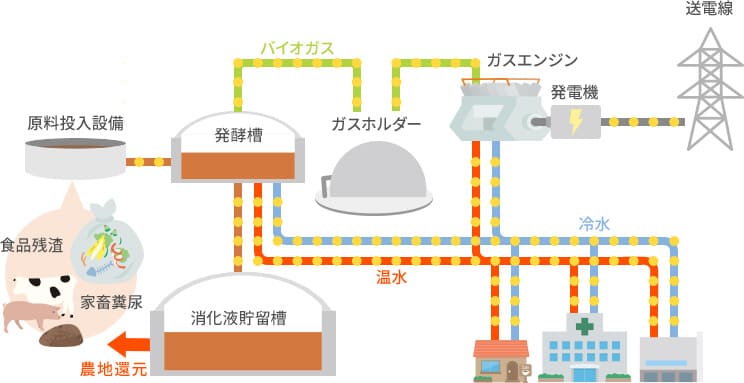 送電線
バイオガス
ガスエンジン
発電機
原料投入設備
発酵槽
ガスホルダー
冷水
食品残渣
温水
家畜糞尿
消化液貯留槽
農地還元